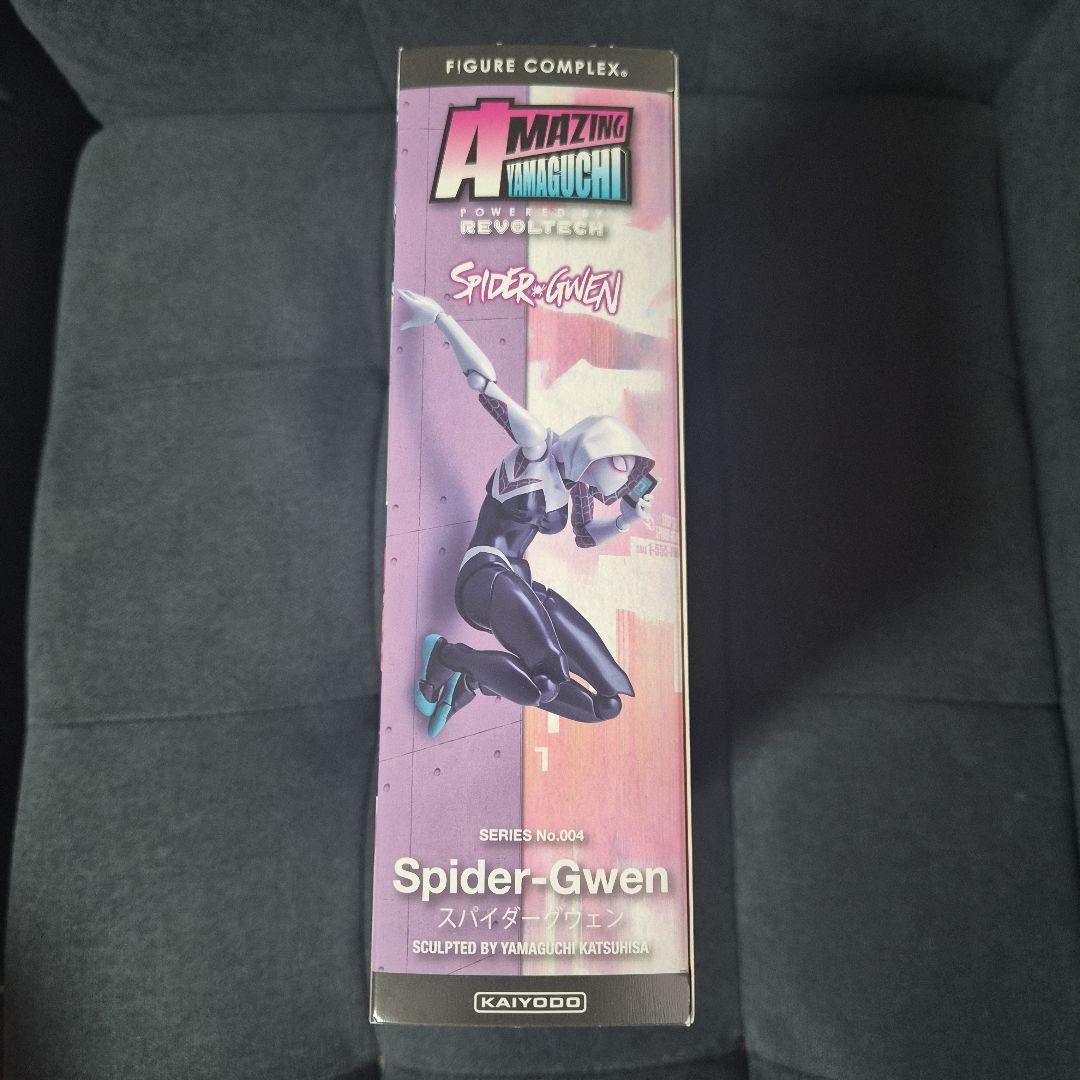 FIGURE COMPLEX®
AMAZING
YAMAGUCHI
POWERED BY
REVOLTECH
SPIDER-GWEN
1
SERIES No.004
Spider-Gwen
スパイダーグウェン
SCULPTED BY YAMAGUCHI KATSUHISA
KAIYODO